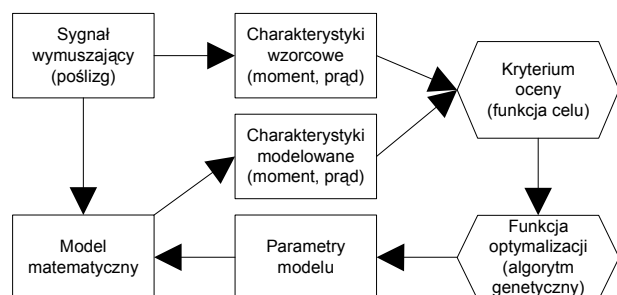 Sygnał
wymuszający
(poślizg)
Charakterystyki
wzorcowe
(moment, prąd)
Kryterium
oceny
(funkcja celu)
Charakterystyki
modelowane
(moment, prąd)
Model
matematyczny
Parametry
modelu
Funkcja
optymalizacji
(algorytm
genetyczny)